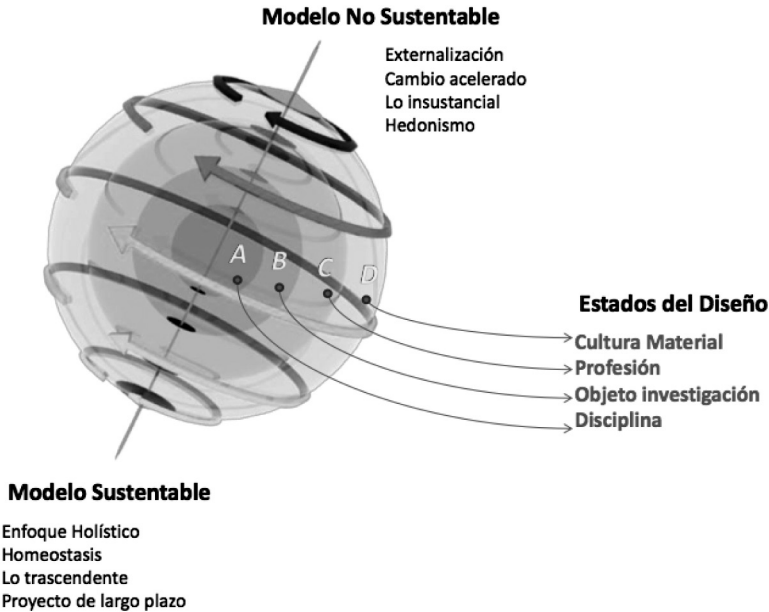 Modelo No Sustentable
Externalización
Cambio acelerado
Lo insustancial
Hedonismo
A
B
C
D
Estados del Diseño
Cultura Material
Profesión
Objeto investigación
Disciplina
Modelo Sustentable
Enfoque Holístico
Homeostasis
Lo trascendente
Proyecto de largo plazo